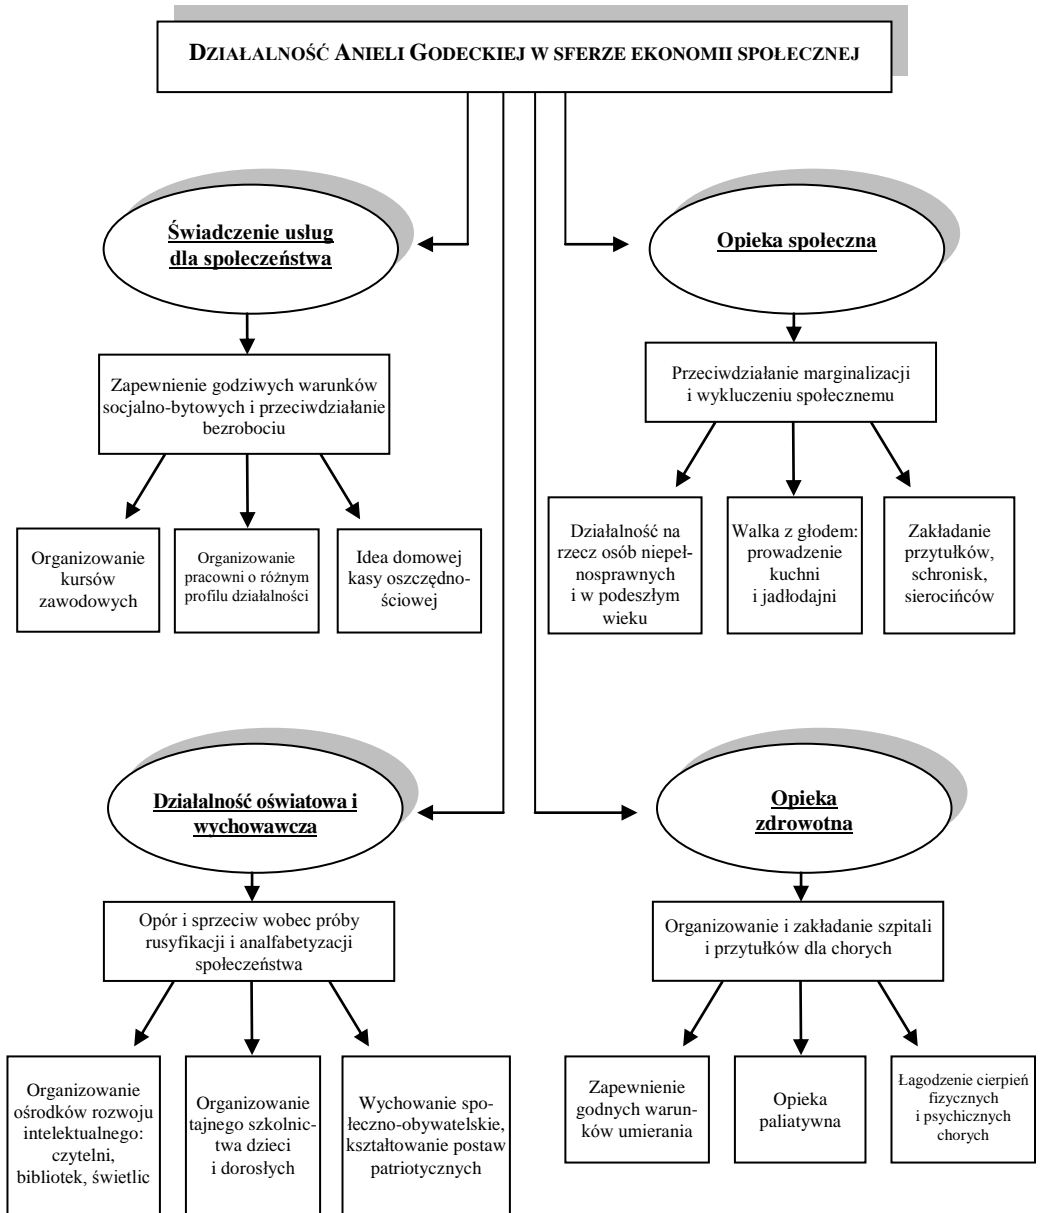 DZIAŁALNOŚĆ ANIELI GODECKIEJ W SFERZE EKONOMII SPOŁECZNEJ
Świadczenie usług
dla społeczeństwa
Opieka społeczna
Zapewnienie godziwych warunków
socjalno-bytowych i przeciwdziałanie
bezrobociu
Przeciwdziałanie marginalizacji
i wykluczeniu społecznemu
Organizowanie
kursów
zawodowych
Organizowanie
pracowni o różnym
profilu działalności
Idea domowej
kasy oszczędno-
ściowej
Działalność na
rzecz osób niepeł-
nosprawnych
i w podeszłym
wieku
Walka z głodem:
prowadzenie
kuchni
i jadłodajni
Zakładanie
przytułków,
schronisk,
sierocińców
Działalność oświatowa i
wychowawcza
Opieka
zdrowotna
Opór i sprzeciw wobec próby
rusyfikacji i analfabetyzacji
społeczeństwa
Organizowanie i zakładanie szpitali
i przytułków dla chorych
Organizowanie
ośrodków rozwoju
intelektualnego:
czytelni,
bibliotek, świetlic
Organizowanie
tajnego szkolnic-
twa dzieci
i dorosłych
Wychowanie spo-
łeczno-obywatelskie,
kształtowanie postaw
patriotycznych
Zapewnienie
godnych warun-
ków umierania
Opieka
paliatywna
Łagodzenie cierpień
fizycznych
i psychicznych
chorych